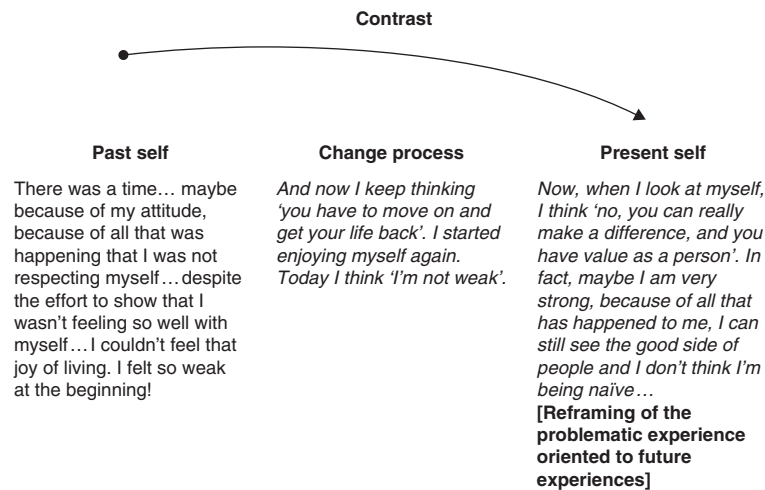 Contrast
Past self
There was a time… maybe
because of my attitude,
because of all that was
happening that I was not
respecting myself…despite
the effort to show that I
wasn't feeling so well with
myself…I couldn't feel that
joy of living. I felt so weak
at the beginning!
Change process
And now I keep thinking
'you have to move on and
get your life back'. I started
enjoying myself again.
Today I think 'I'm not weak'.
Present self
Now, when I look at myself,
I think 'no, you can really
make a difference, and you
have value as a person'. In
fact, maybe I am very
strong, because of all that
has happened to me, I can
still see the good side of
people and I don't think I'm
being naïve…
[Reframing of the
problematic experience
oriented to future
experiences]